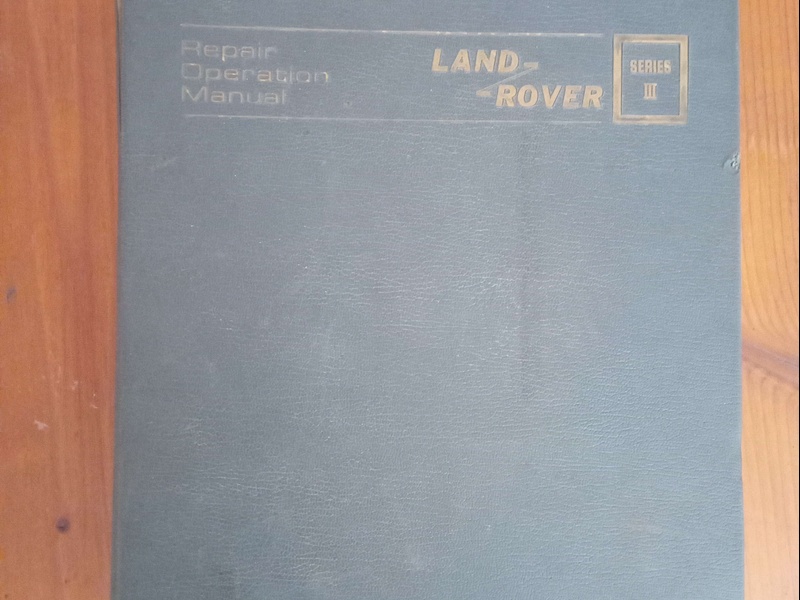 Repair
Operation
Manual
LAND-
-ROVER
SERIES
III